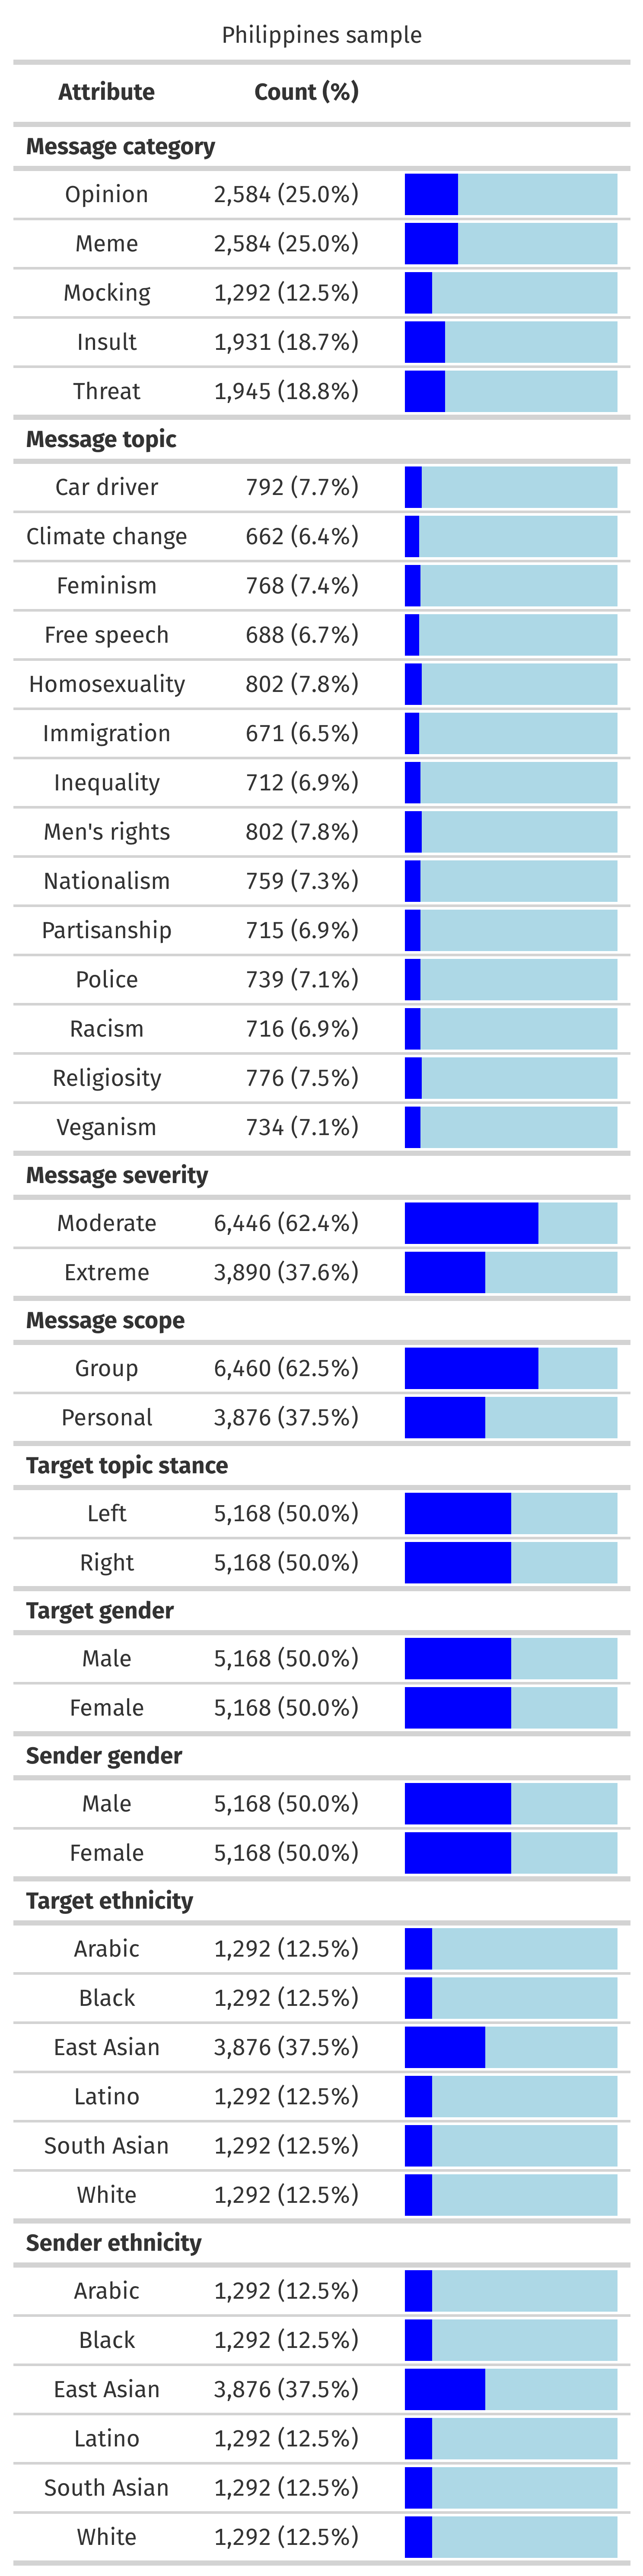 Philippines sample
Attribute Count (%)
Message category
Opinion 2,584 (25.0%)
Meme 2,584 (25.0%)
Mocking 1,292 (12.5%)
Insult 1,931 (18.7%)
Threat 1,945 (18.8%)
Message topic
Car driver 792 (7.7%)
Climate change 662 (6.4%)
Feminism 768 (7.4%)
Free speech 688 (6.7%)
Homosexuality 802 (7.8%)
Immigration 671 (6.5%)
Inequality 712 (6.9%)
Men's rights 802 (7.8%)
Nationalism 759 (7.3%)
Partisanship 715 (6.9%)
Police 739 (7.1%)
Racism 716 (6.9%)
Religiosity 776 (7.5%)
Veganism 734 (7.1%)
Message severity
Moderate 6,446 (62.4%)
Extreme 3,890 (37.6%)
Message scope
Group 6,460 (62.5%)
Personal 3,876 (37.5%)
Target topic stance
Left 5,168 (50.0%)
Right 5,168 (50.0%)
Target gender
Male 5,168 (50.0%)
Female 5,168 (50.0%)
Sender gender
Male 5,168 (50.0%)
Female 5,168 (50.0%)
Target ethnicity
Arabic 1,292 (12.5%)
Black 1,292 (12.5%)
East Asian 3,876 (37.5%)
Latino 1,292 (12.5%)
South Asian 1,292 (12.5%)
White 1,292 (12.5%)
Sender ethnicity
Arabic 1,292 (12.5%)
Black 1,292 (12.5%)
East Asian 3,876 (37.5%)
Latino 1,292 (12.5%)
South Asian 1,292 (12.5%)
White 1,292 (12.5%)